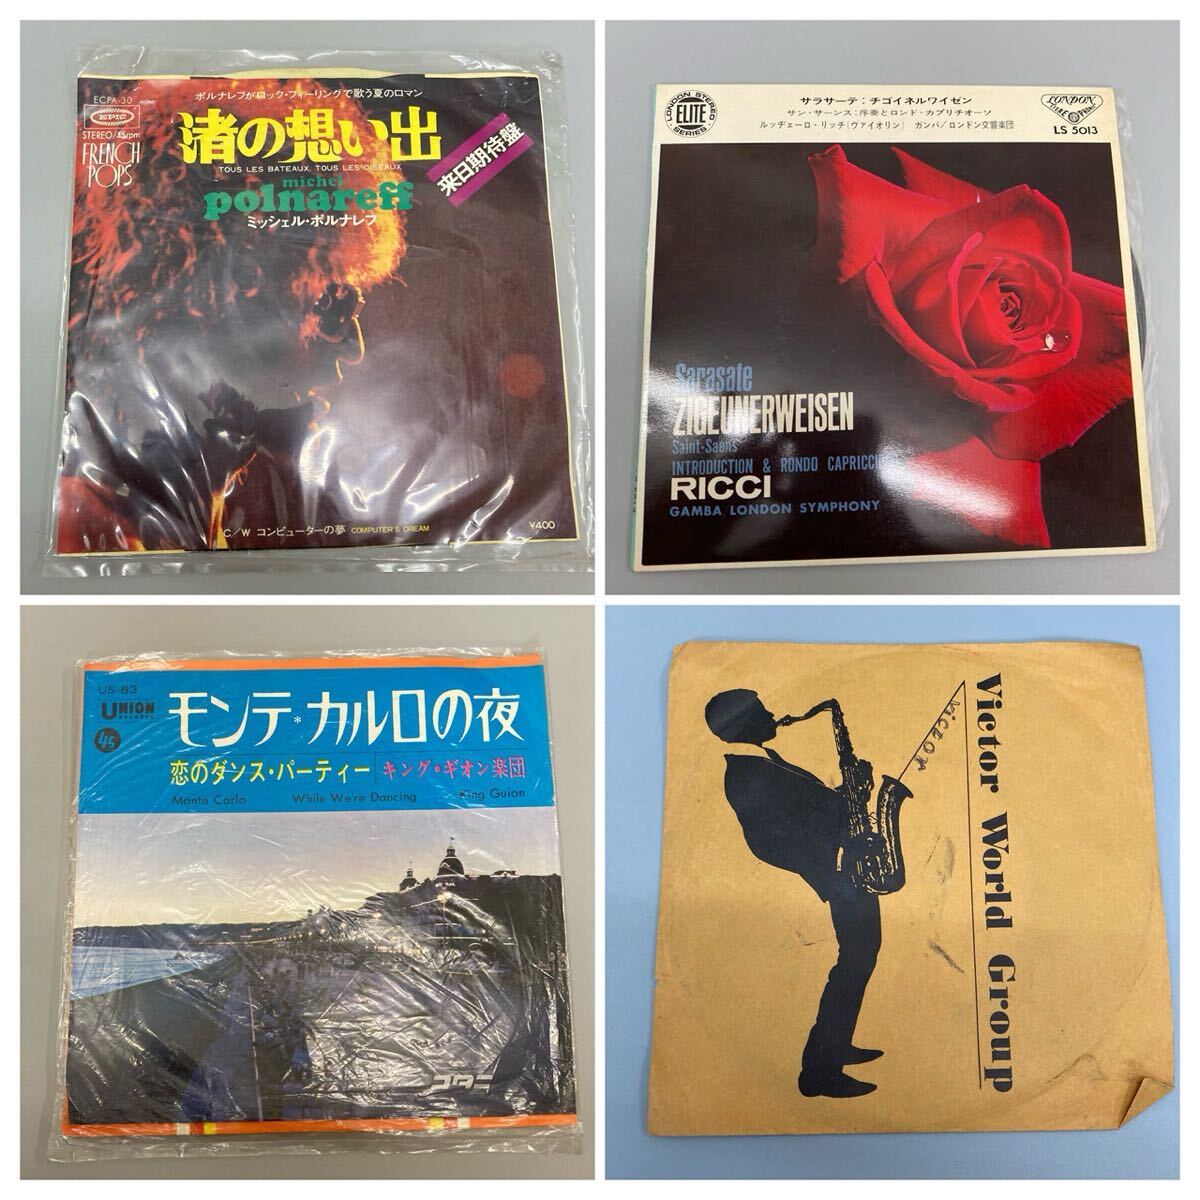 ECPA-30
EPIC
STEREO/45rpm
FRENCH
POPS
ポルナレフがロック・フィーリングで歌う夏のロマン
渚の想い出
TOUS LES BATEAUX, TOUS LES OISEAUX
michel
polnareff
ミッシェル・ポルナレフ
来日期待盤
C/W コンピューターの夢 COMPUTER'S DREAM
¥400
LONDON STEREO
ELITE
SERIES
サラサーテ：チゴイネルワイゼン
サン・サーンス：序奏とロンド・カプリチオーソ
ルッヂェーロ・リッチ(ヴァイオリン) ガンバ/ロンドン交響楽団
LONDON
LS 5013
Sarasate
ZIGEUNERWEISEN
Saint-Saens
INTRODUCTION & RONDO CAPRICCI
RICCI
GAMBA LONDON SYMPHONY
US-83
UNION
RECORDS
45
モンテ*カルロの夜
恋のダンス・パーティー
キング・ギオン楽団
Monte Carlo While We're Dancing King Guion
コタニ
Victor World Group
Victor